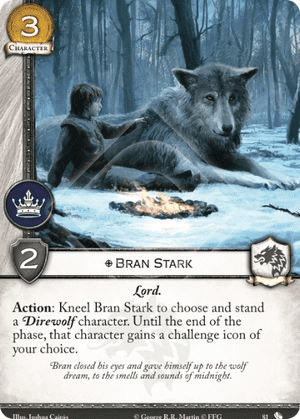 3
Character
2
Bran Stark
Lord.
Action: Kneel Bran Stark to choose and stand
a Direwolf character. Until the end of the
phase, that character gains a challenge icon of
your choice.
Bran closed his eyes and gave himself up to the wolf
dream, to the smells and sounds of midnight.
Illus. Joshua Cairós
© George R.R. Martin © FFG
81